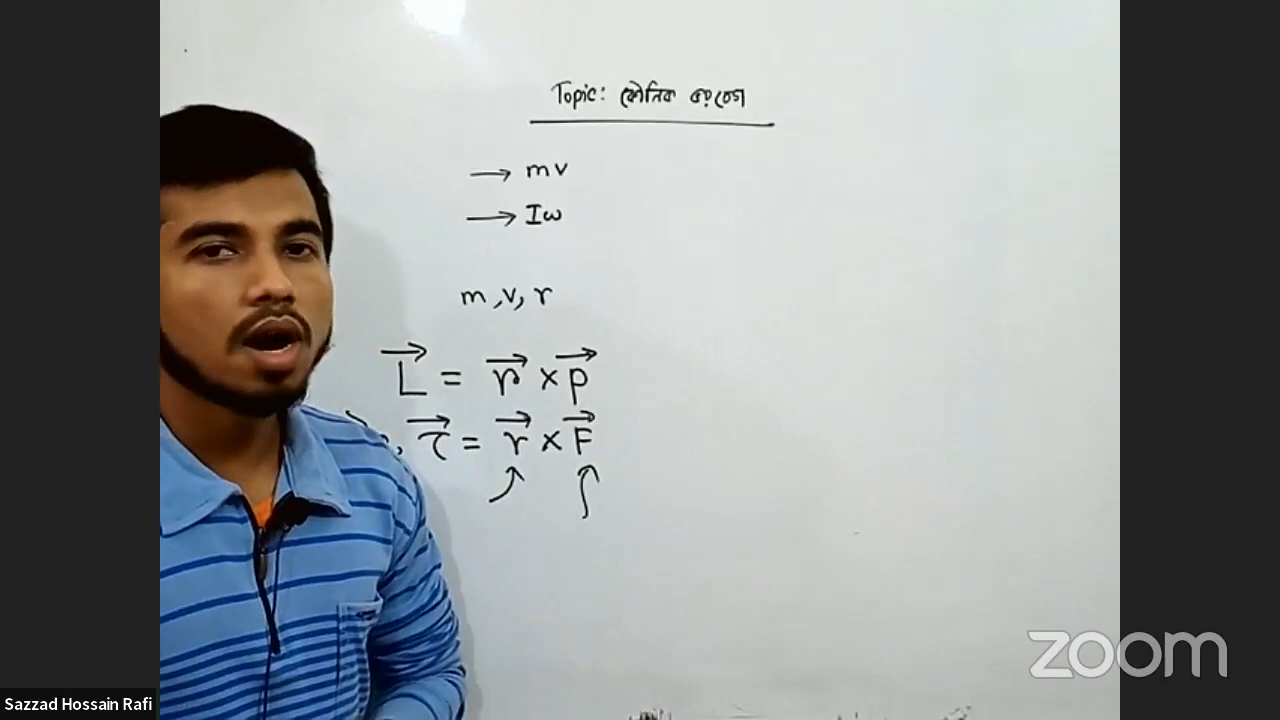 Topic: কৌনিক ভরবেগ
→ mv
→ Iω
m, v, r
L⃗ = r⃗ × p⃗
, τ⃗ = r⃗ × F⃗
zoom
Sazzad Hossain Rafi